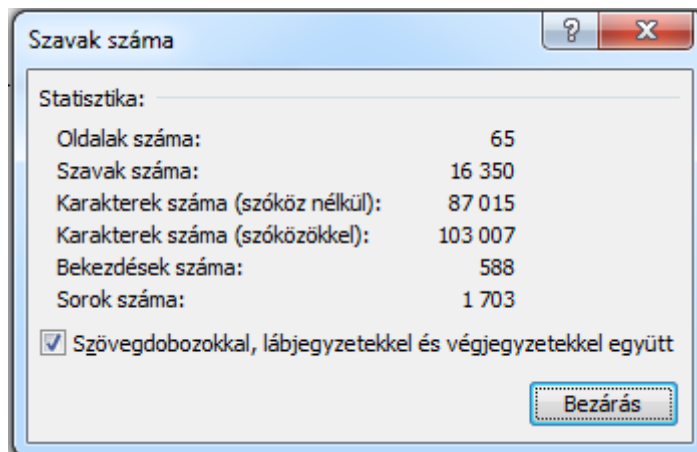 Szavak száma
Statisztika:
Oldalak száma: 65
Szavak száma: 16 350
Karakterek száma (szóköz nélkül): 87 015
Karakterek száma (szóközökkel): 103 007
Bekezdések száma: 588
Sorok száma: 1 703
Szövegdobozokkal, lábjegyzetekkel és végjegyzetekkel együtt
Bezárás